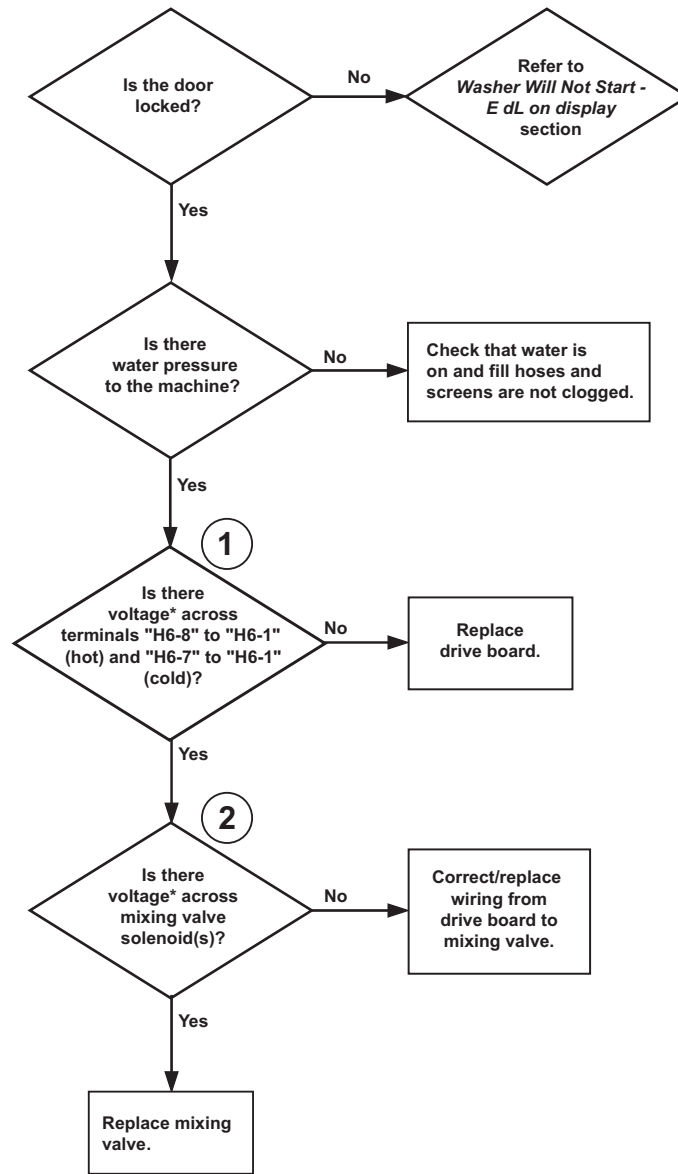 Is the door
locked?
No
Refer to
Washer Will Not Start -
E dL on display
section
Yes
Is there
water pressure
to the machine?
No
Check that water is
on and fill hoses and
screens are not clogged.
Yes
1
Is there
voltage* across
terminals "H6-8" to "H6-1"
(hot) and "H6-7" to "H6-1"
(cold)?
No
Replace
drive board.
Yes
2
Is there
voltage* across
mixing valve
solenoid(s)?
No
Correct/replace
wiring from
drive board to
mixing valve.
Yes
Replace mixing
valve.